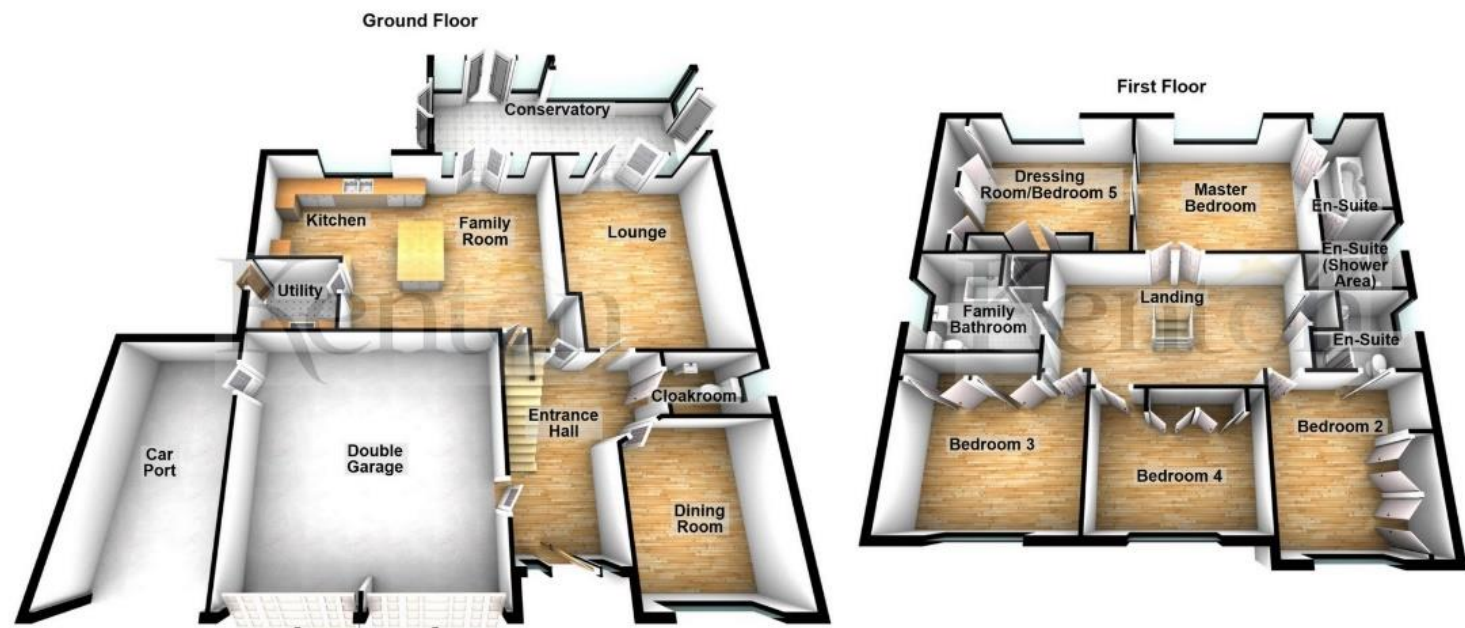 Ground Floor
Conservatory
Kitchen
Family
Room
Lounge
Utility
Cloakroom
Entrance
Hall
Car
Port
Double
Garage
Dining
Room
First Floor
Dressing
Room/Bedroom 5
Master
Bedroom
En-Suite
En-Suite
(Shower
Area)
Landing
Family
Bathroom
En-Suite
Bedroom 3
Bedroom 4
Bedroom 2
Kenton
Kenton